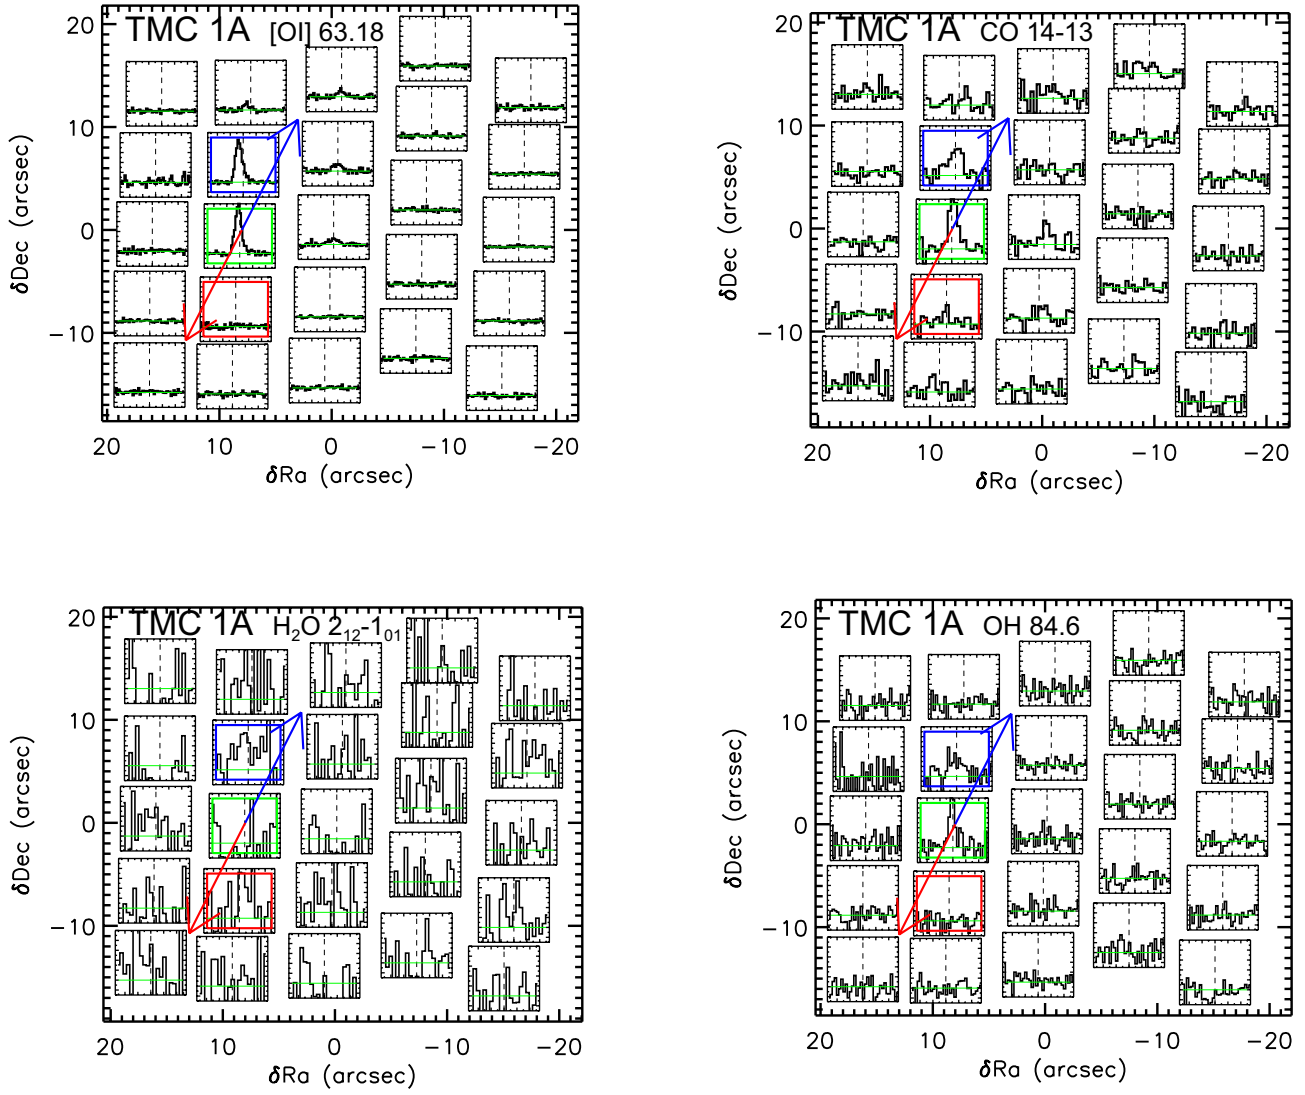 TMC 1A [OI] 63.18
20
10
0
−10
δDec (arcsec)
20 10 0 −10 −20
δRa (arcsec)
TMC 1A CO 14-13
20
10
0
−10
δDec (arcsec)
20 10 0 −10 −20
δRa (arcsec)
TMC 1A H₂O 2₁₂-1₀₁
20
10
0
−10
δDec (arcsec)
20 10 0 −10 −20
δRa (arcsec)
TMC 1A OH 84.6
20
10
0
−10
δDec (arcsec)
20 10 0 −10 −20
δRa (arcsec)